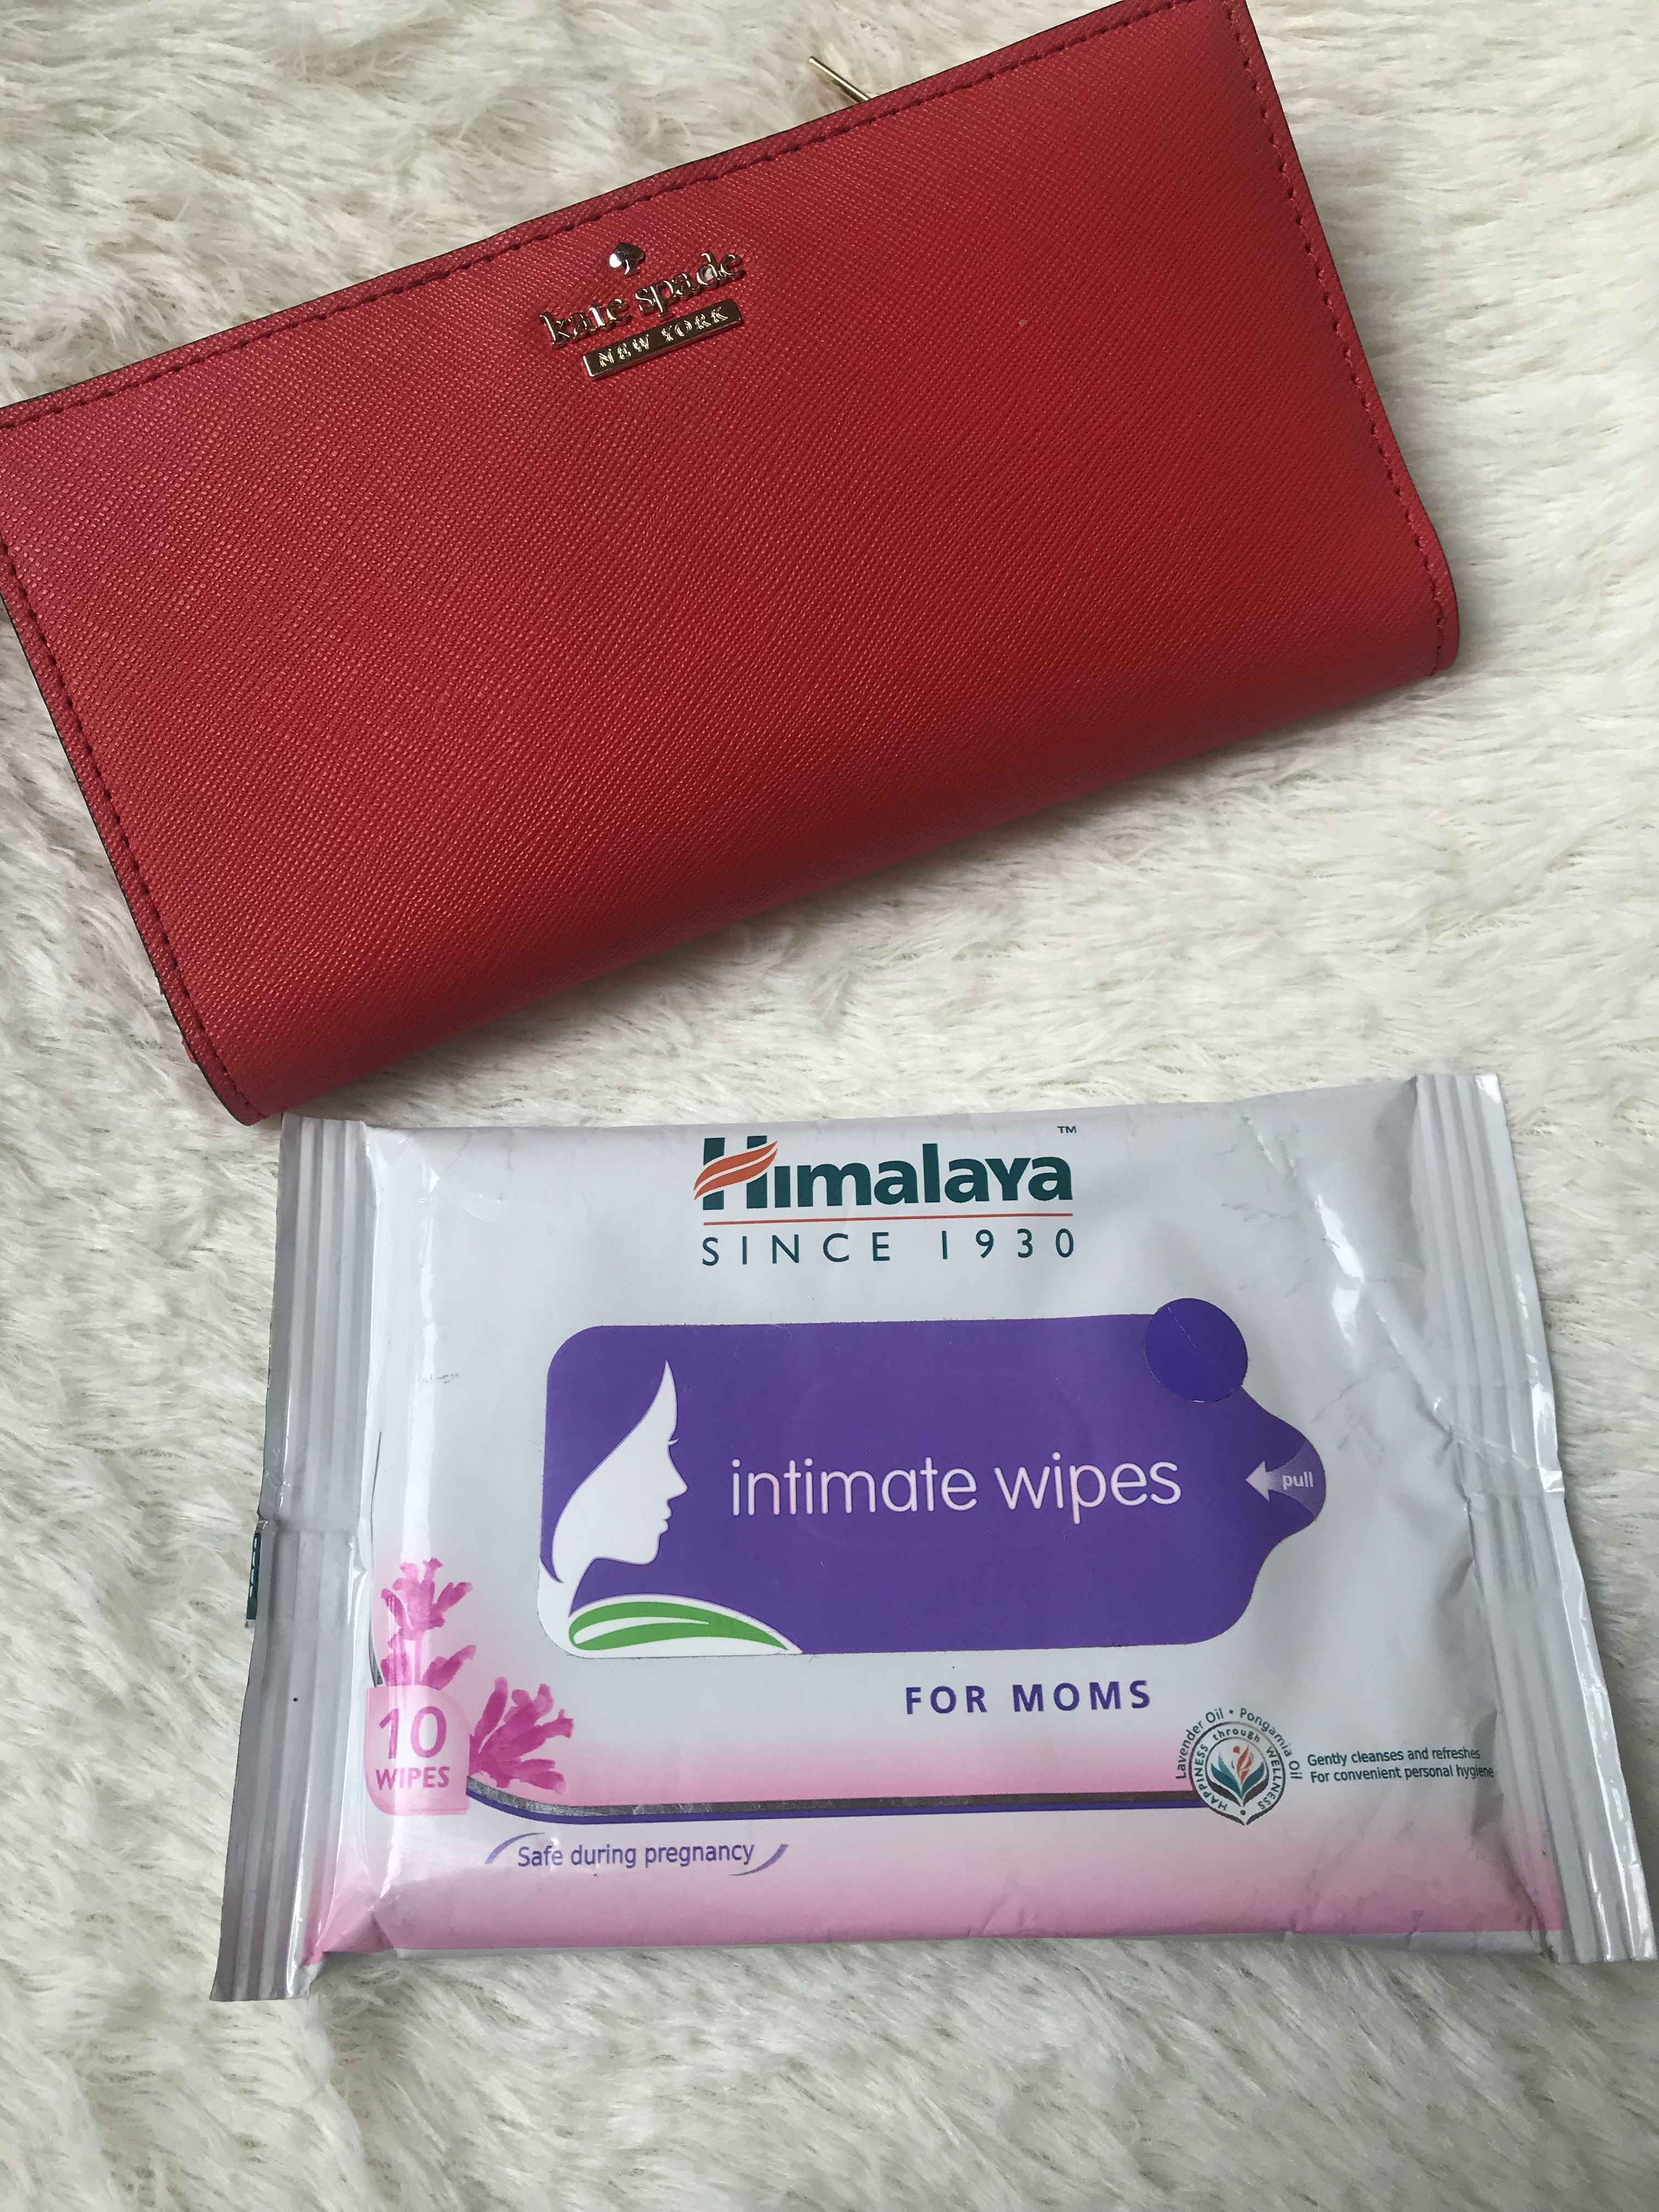 kate spade
NEW YORK
Himalaya™
SINCE 1930
intimate wipes
pull
FOR MOMS
10
WIPES
Lavender Oil • Pongamia Oil
HAPPINESS through WELLNESS
Gently cleanses and refreshes
For convenient personal hygiene
Safe during pregnancy